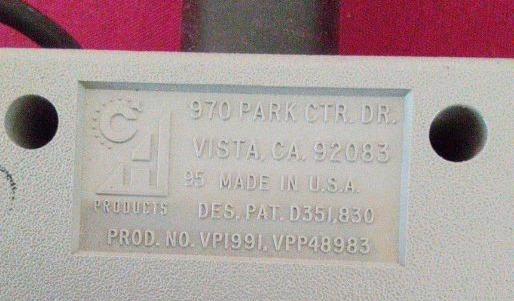 970 PARK CTR. DR.
VISTA, CA. 92083
95 MADE IN U.S.A.
DES. PAT. D351,830
PROD. NO. VP1991, VPP48983
CH
PRODUCTS